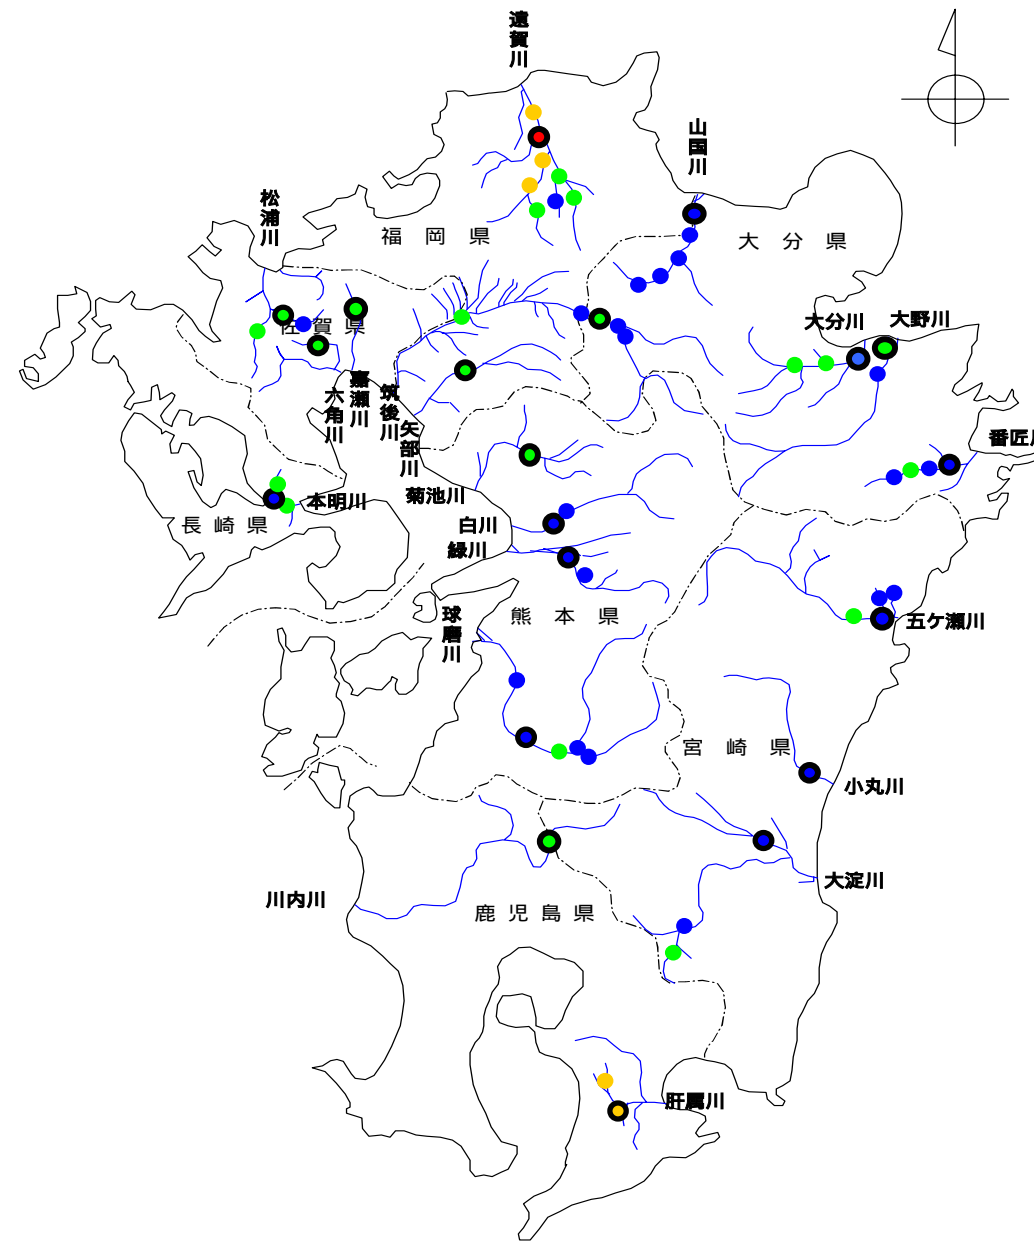 遠賀川
山国川
松浦川
福岡県
大分県
大分川
大野川
佐賀県
嘉瀬川
六角川
筑後川
矢部川
番匠川
菊池川
本明川
長崎県
白川
緑川
熊本県
球磨川
五ケ瀬川
宮崎県
小丸川
大淀川
川内川
鹿児島県
肝属川